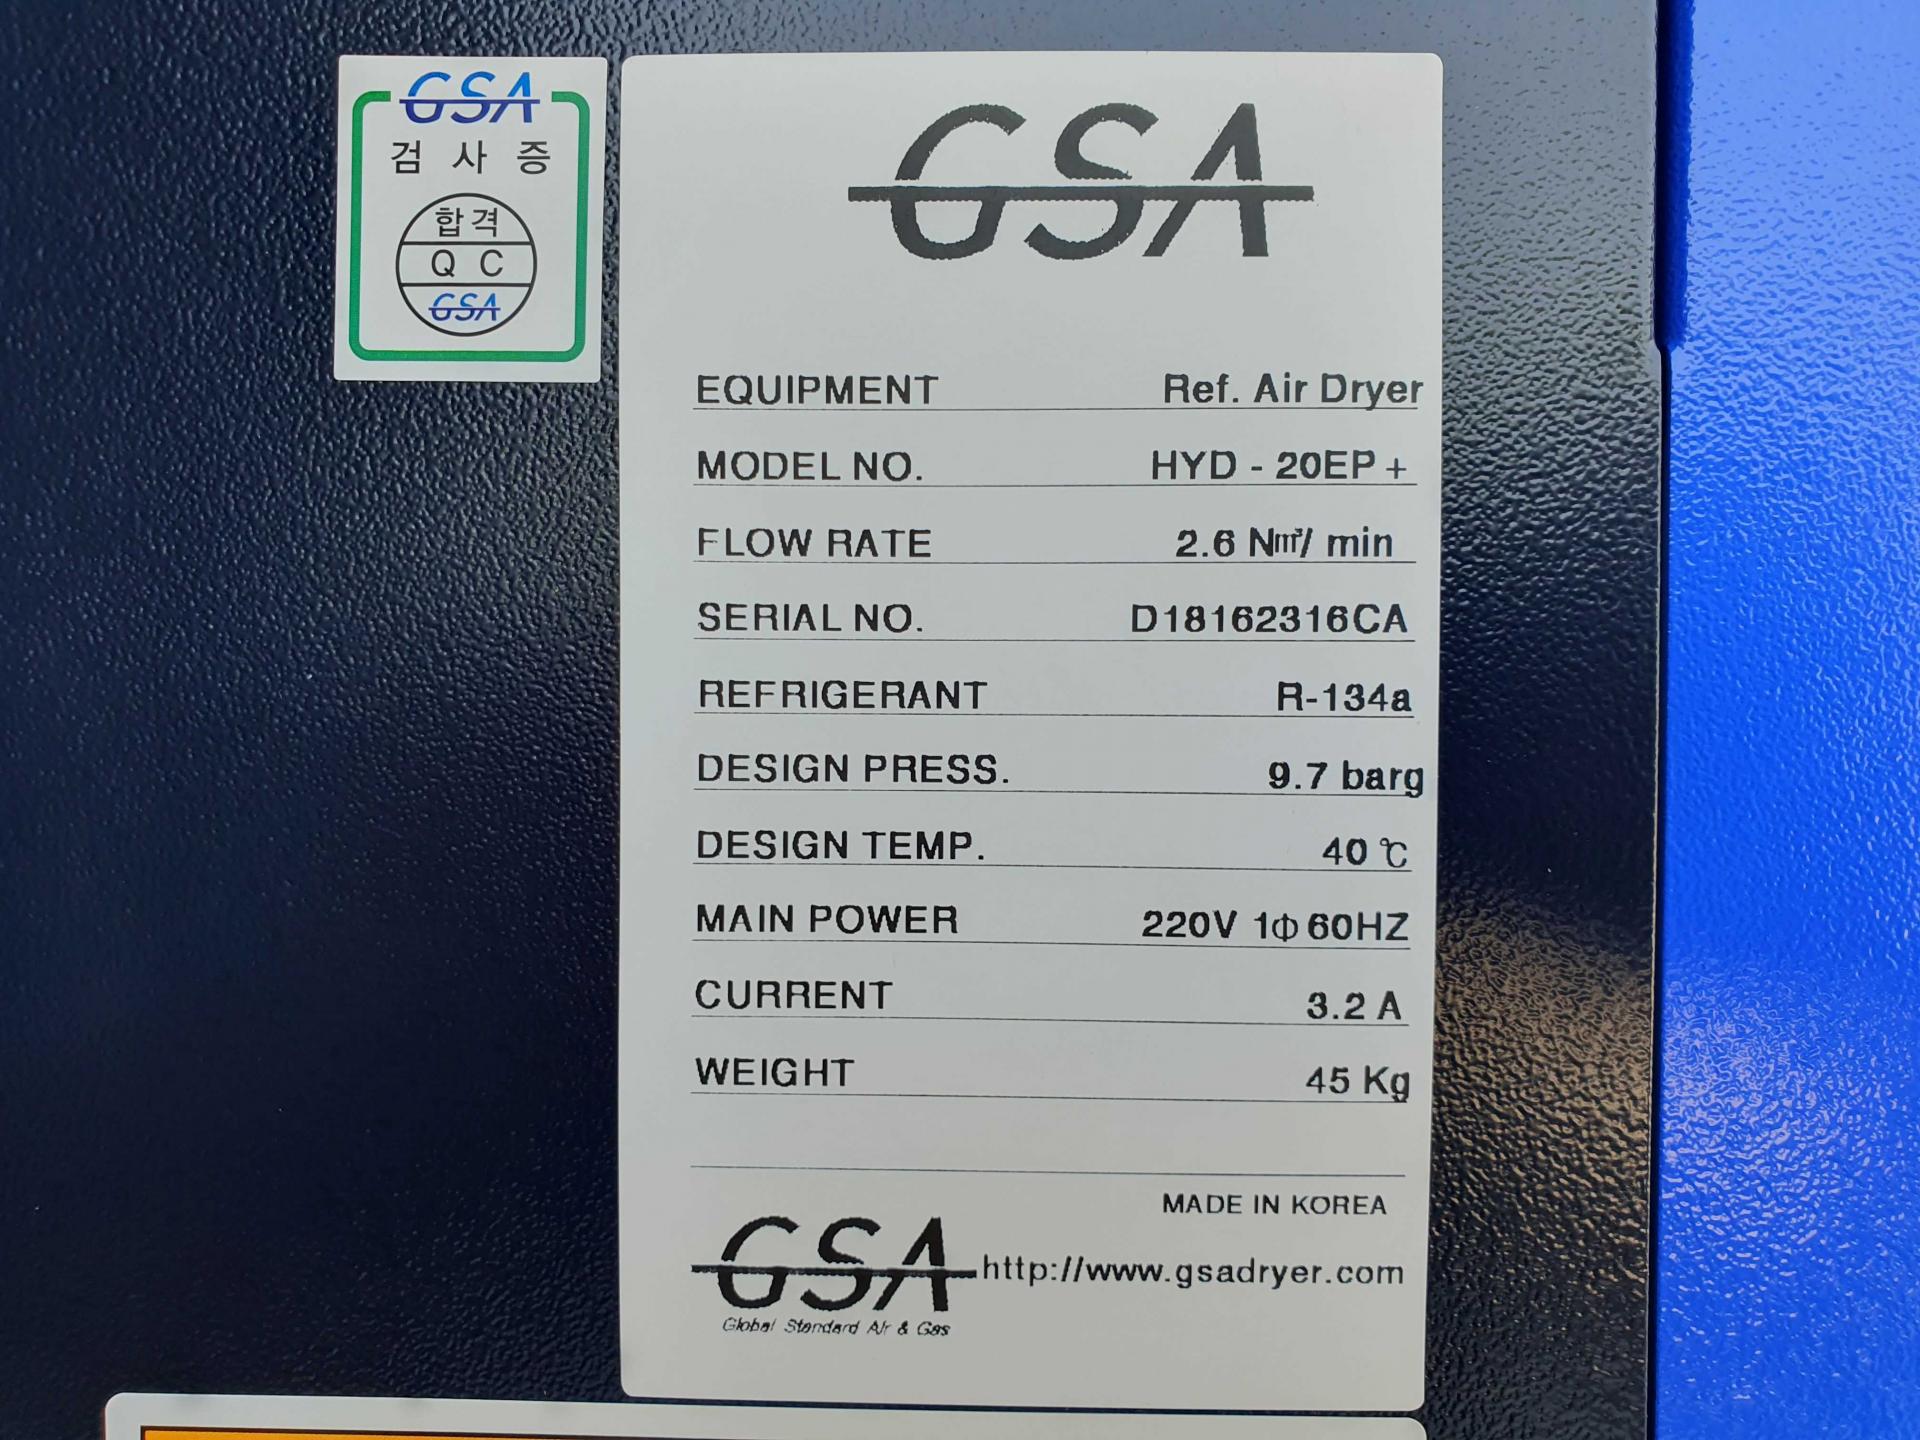 GSA
검 사 증
합격
Q C
GSA
GSA
EQUIPMENT Ref. Air Dryer
MODEL NO. HYD - 20EP +
FLOW RATE 2.6 N㎥/ min
SERIAL NO. D18162316CA
REFRIGERANT R-134a
DESIGN PRESS. 9.7 barg
DESIGN TEMP. 40 ℃
MAIN POWER 220V 1Φ 60HZ
CURRENT 3.2 A
WEIGHT 45 Kg
MADE IN KOREA
GSA http://www.gsadryer.com
Global Standard Air & Gas